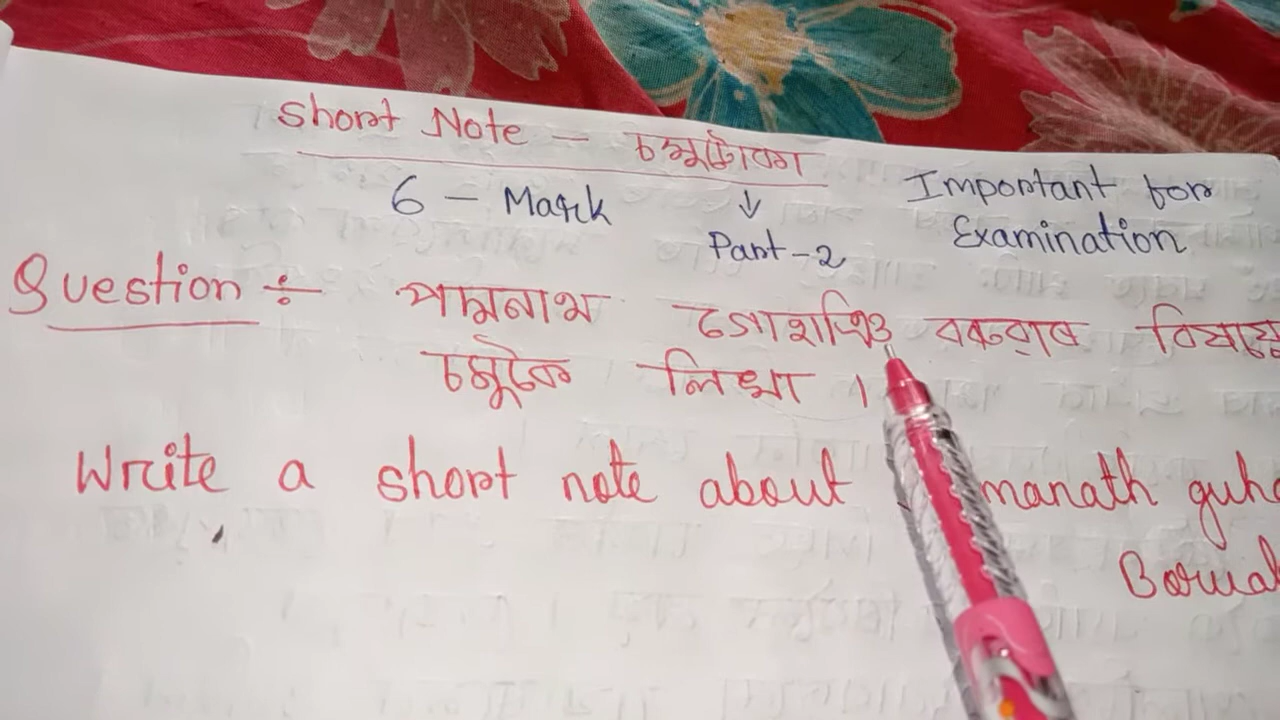 Short Note – চমুটোকা
6 – Mark ↓ Important for
Part-2 Examination
Question ÷ পদ্মনাথ গোহাঞি বৰুৱাৰ বিষয়ে
চমুকৈ লিখা ।
Write a short note about manath guha
Boruah